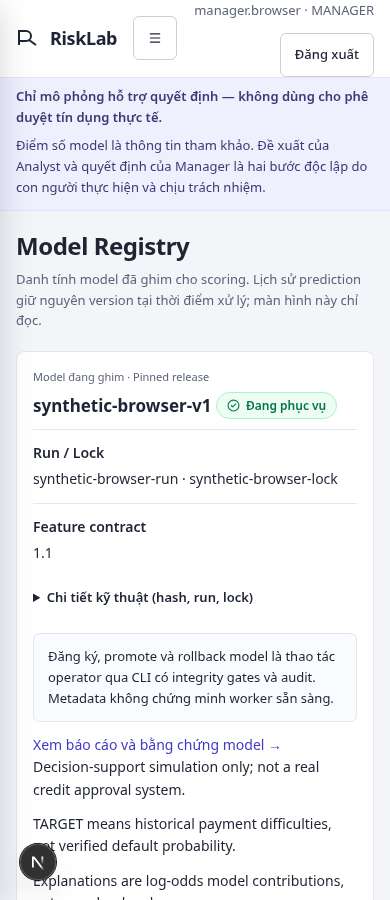 manager.browser · MANAGER
RiskLab
Đăng xuất
Chỉ mô phỏng hỗ trợ quyết định — không dùng cho phê
duyệt tín dụng thực tế.
Điểm số model là thông tin tham khảo. Đề xuất của
Analyst và quyết định của Manager là hai bước độc lập do
con người thực hiện và chịu trách nhiệm.
Model Registry
Danh tính model đã ghim cho scoring. Lịch sử prediction
giữ nguyên version tại thời điểm xử lý; màn hình này chỉ
đọc.
Model đang ghim · Pinned release
synthetic-browser-v1 Đang phục vụ
Run / Lock
synthetic-browser-run · synthetic-browser-lock
Feature contract
1.1
Chi tiết kỹ thuật (hash, run, lock)
Đăng ký, promote và rollback model là thao tác
operator qua CLI có integrity gates và audit.
Metadata không chứng minh worker sẵn sàng.
Xem báo cáo và bằng chứng model →
Decision-support simulation only; not a real
credit approval system.
TARGET means historical payment difficulties,
verified default probability.
Explanations are log-odds model contributions,